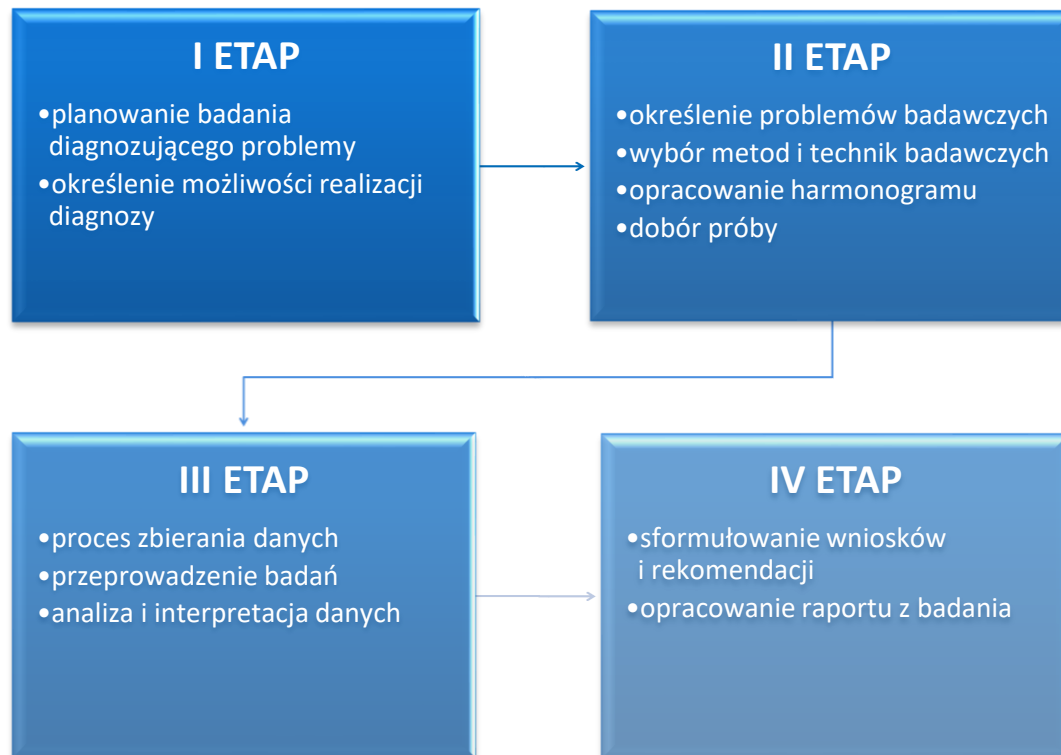 I ETAP
•planowanie badania
diagnozującego problemy
•określenie możliwości realizacji
diagnozy
II ETAP
•określenie problemów badawczych
•wybór metod i technik badawczych
•opracowanie harmonogramu
•dobór próby
III ETAP
•proces zbierania danych
•przeprowadzenie badań
•analiza i interpretacja danych
IV ETAP
•sformułowanie wniosków
i rekomendacji
•opracowanie raportu z badania